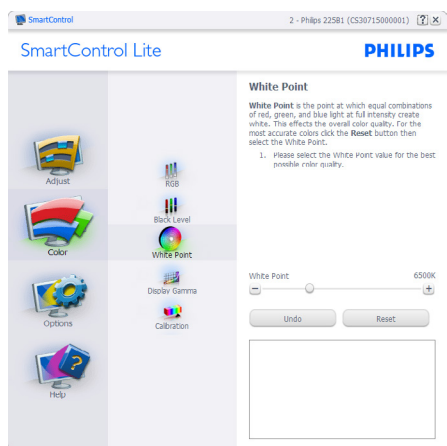 SmartControl
2 - Philips 225B1 (CS30715000001)
SmartControl Lite
PHILIPS
Adjust
Color
Options
Help
RGB
Black Level
White Point
Display Gamma
Calibration
White Point
White Point is the point at which equal combinations
of red, green, and blue light at full intensity create
white. This effects the overall color quality. For the
most accurate colors click the Reset button then
select the White Point.
1. Please select the White Point value for the best
possible color quality.
White Point 6500K
Undo Reset